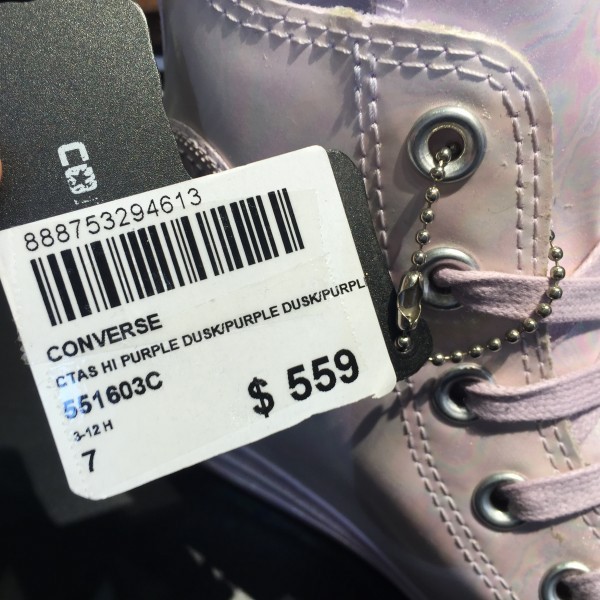 888753294613
CONVERSE
CTAS HI PURPLE DUSK/PURPLE DUSK/PURPL
551603C
$ 559
3-12 H
7